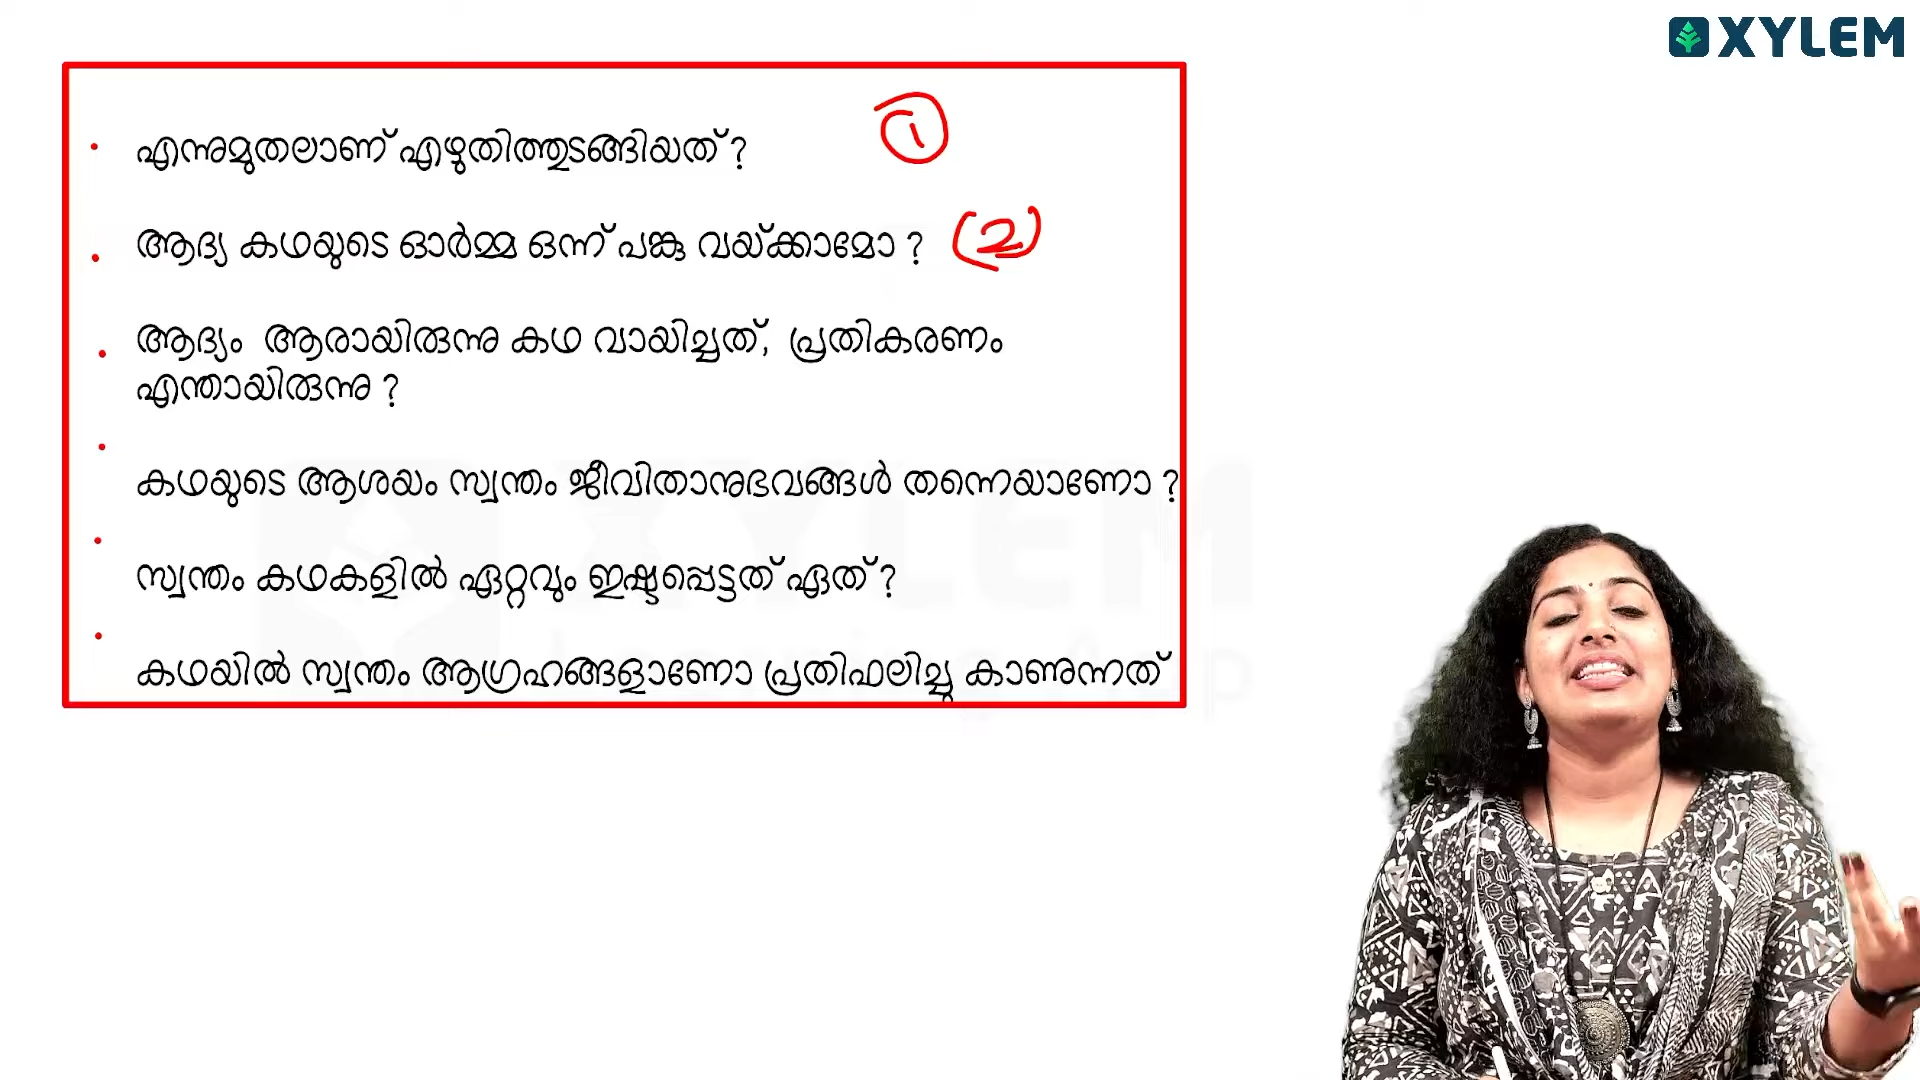 XYLEM
എന്നുമുതലാണ് എഴുതിത്തുടങ്ങിയത് ?
1
ആദ്യ കഥയുടെ ഓർമ്മ ഒന്ന് പങ്കു വയ്ക്കാമോ ?
(2)
ആദ്യം ആരായിരുന്നു കഥ വായിച്ചത്, പ്രതികരണം
എന്തായിരുന്നു ?
കഥയുടെ ആശയം സ്വന്തം ജീവിതാനുഭവങ്ങൾ തന്നെയാണോ ?
സ്വന്തം കഥകളിൽ ഏറ്റവും ഇഷ്ടപ്പെട്ടത് ഏത് ?
കഥയിൽ സ്വന്തം ആഗ്രഹങ്ങളാണോ പ്രതിഫലിച്ചു കാണുന്നത്
XYLEM